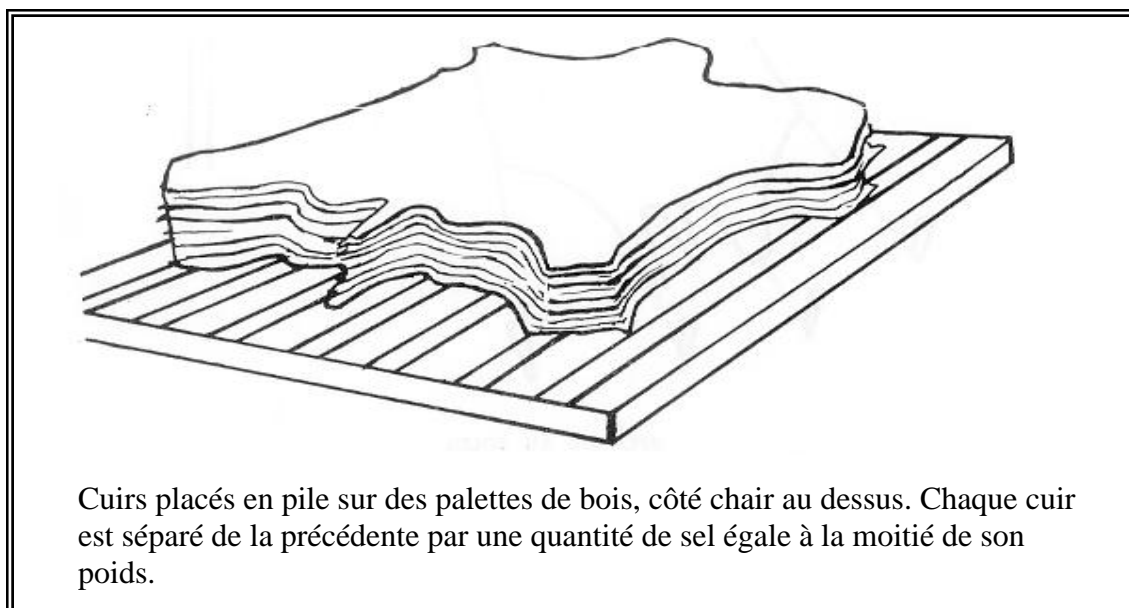 Cuirs placés en pile sur des palettes de bois, côté chair au dessus. Chaque cuir
est séparé de la précédente par une quantité de sel égale à la moitié de son
poids.